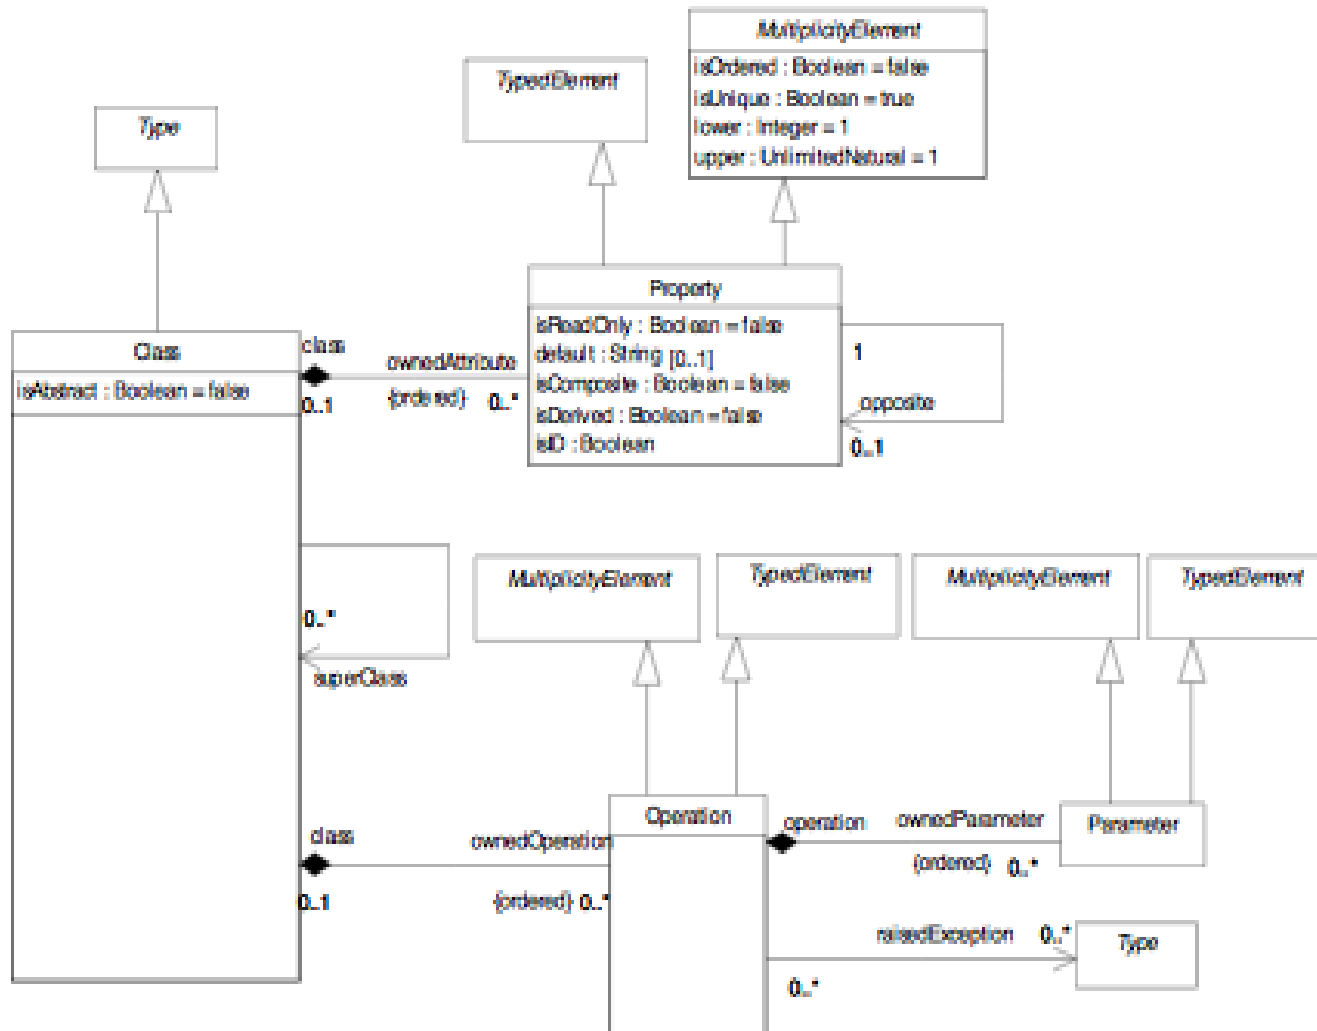 MultiplicityElement
isOrdered : Boolean = false
isUnique : Boolean = true
lower : Integer = 1
upper : UnlimitedNatural = 1
TypedElement
Type
Property
isReadOnly : Boolean = false
default : String [0..1]
isComposite : Boolean = false
isDerived : Boolean = false
isID : Boolean
1
opposite
0..1
Class
isAbstract : Boolean = false
class
0..1
ownedAttribute
{ordered} 0..*
0..*
superClass
MultiplicityElement
TypedElement
MultiplicityElement
TypedElement
class
0..1
ownedOperation
{ordered} 0..*
Operation
operation
ownedParameter
{ordered} 0..*
Parameter
raisedException 0..*
0..*
Type